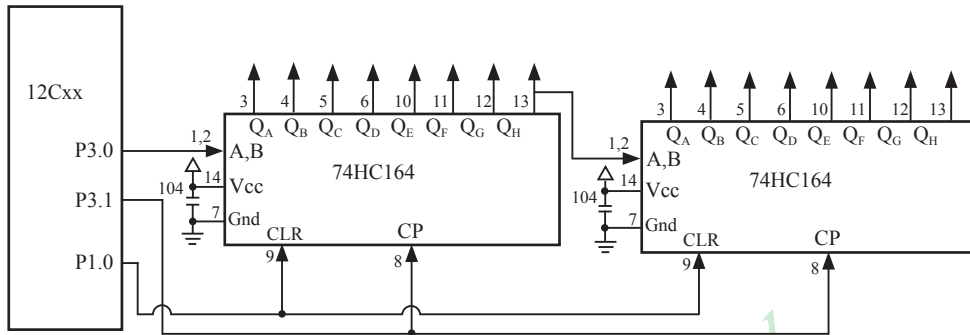 12Cxx
P3.0
P3.1
P1.0
3 4 5 6 10 11 12 13
QA QB QC QD QE QF QG QH
1,2
A,B
74HC164
14
Vcc
104
7
Gnd
CLR
CP
9
8
3 4 5 6 10 11 12 13
QA QB QC QD QE QF QG QH
1,2
A,B
74HC164
14
Vcc
104
7
Gnd
CLR
CP
9
8